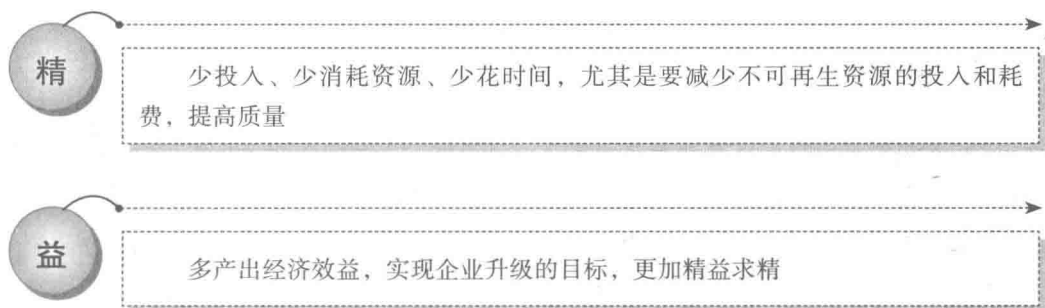 精
少投入、少消耗资源、少花时间，尤其是要减少不可再生资源的投入和耗
费，提高质量
益
多产出经济效益，实现企业升级的目标，更加精益求精